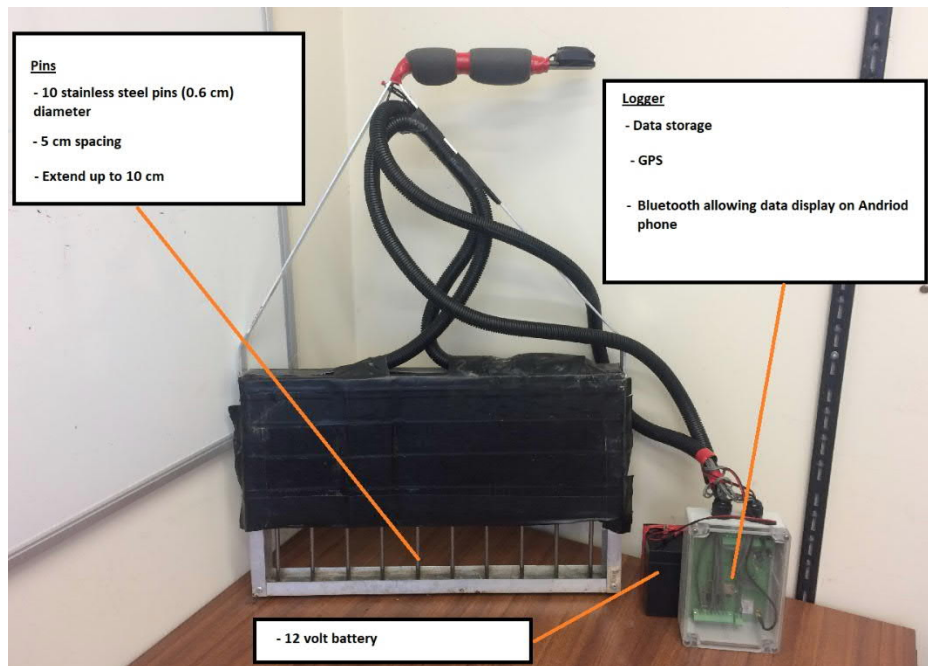 Pins
- 10 stainless steel pins (0.6 cm)
diameter
- 5 cm spacing
- Extend up to 10 cm
Logger
- Data storage
- GPS
- Bluetooth allowing data display on Andriod
phone
- 12 volt battery